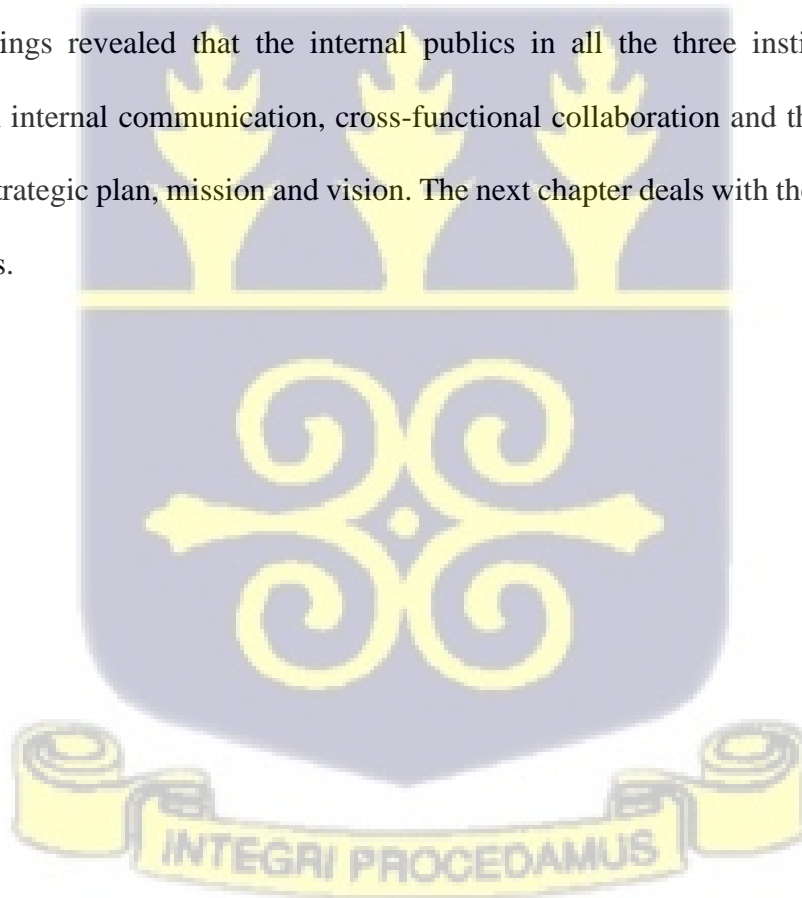 ings revealed that the internal publics in all the three insti
internal communication, cross-functional collaboration and th
trategic plan, mission and vision. The next chapter deals with the
s.
INTEGRI PROCEDAMUS